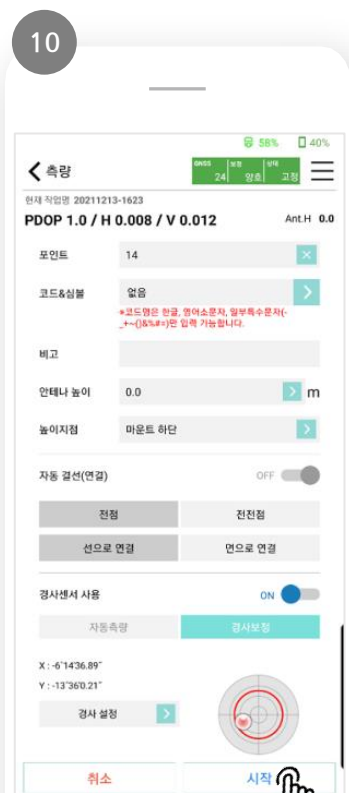 10
58% 40%
측량
GNSS 보정 상태
24 양호 고정
현재 작업명 20211213-1623
PDOP 1.0 / H 0.008 / V 0.012 Ant.H 0.0
포인트 14
코드&심볼 없음
*코드명은 한글, 영어소문자, 일부특수문자(-
_+~()&%#=)만 입력 가능합니다.
비고
안테나 높이 0.0 m
높이지점 마운트 하단
자동 결선(연결) OFF
전점 전전점
선으로 연결 면으로 연결
경사센서 사용 ON
자동측량 경사보정
X : -6˚14'36.89"
Y : -13˚36'0.21"
경사 설정
취소 시작